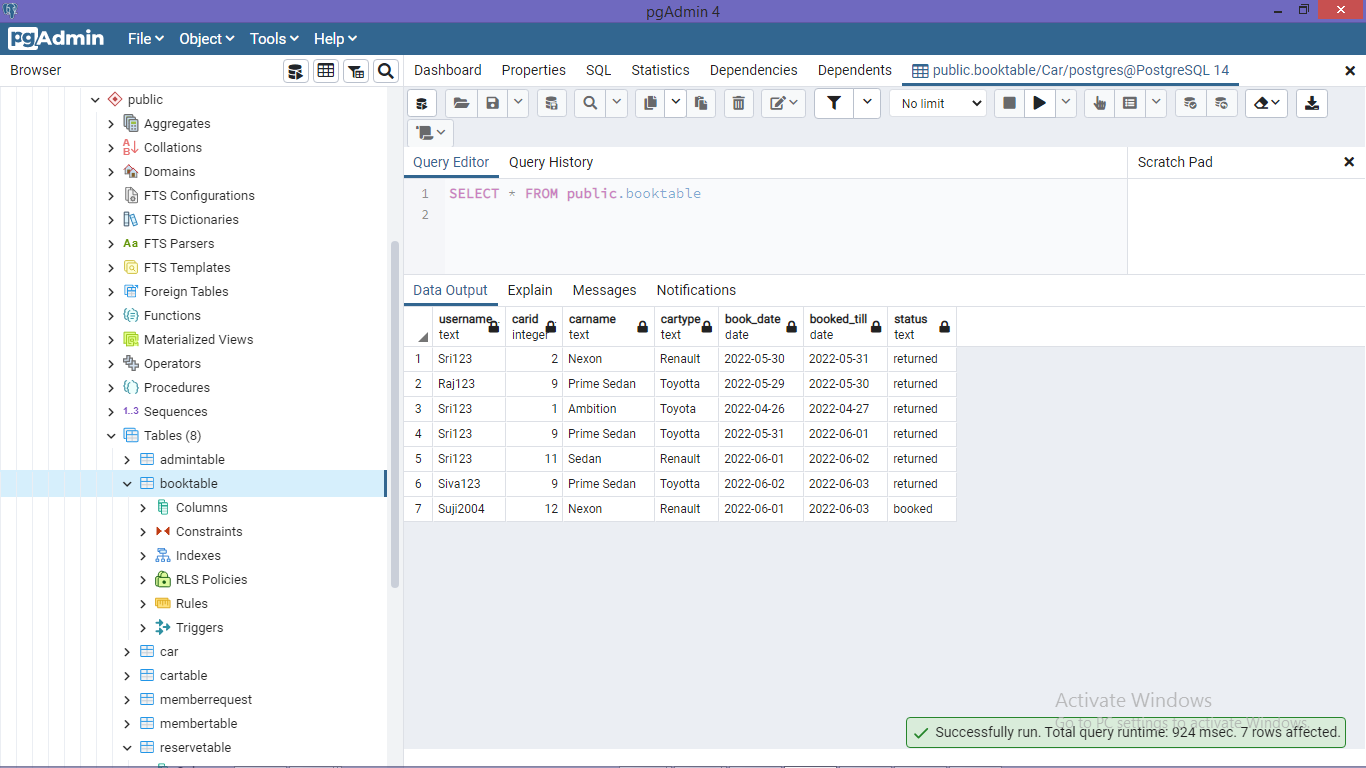 pgAdmin 4
pgAdmin File Object Tools Help
Browser
Dashboard Properties SQL Statistics Dependencies Dependents public.booktable/Car/postgres@PostgreSQL 14
public
Aggregates
Collations
Domains
FTS Configurations
FTS Dictionaries
Aa FTS Parsers
FTS Templates
Foreign Tables
Functions
Materialized Views
Operators
Procedures
1..3 Sequences
Tables (8)
admintable
booktable
Columns
Constraints
Indexes
RLS Policies
Rules
Triggers
car
cartable
memberrequest
membertable
reservetable
No limit
Query Editor Query History
Scratch Pad
1 SELECT * FROM public.booktable
2
Data Output Explain Messages Notifications
username carid carname cartype book_date booked_till status
text integer text text date date text
1 Sri123 2 Nexon Renault 2022-05-30 2022-05-31 returned
2 Raj123 9 Prime Sedan Toyotta 2022-05-29 2022-05-30 returned
3 Sri123 1 Ambition Toyota 2022-04-26 2022-04-27 returned
4 Sri123 9 Prime Sedan Toyotta 2022-05-31 2022-06-01 returned
5 Sri123 11 Sedan Renault 2022-06-01 2022-06-02 returned
6 Siva123 9 Prime Sedan Toyotta 2022-06-02 2022-06-03 returned
7 Suji2004 12 Nexon Renault 2022-06-01 2022-06-03 booked
Activate Windows
Go to PC settings to activate Windows.
Successfully run. Total query runtime: 924 msec. 7 rows affected.